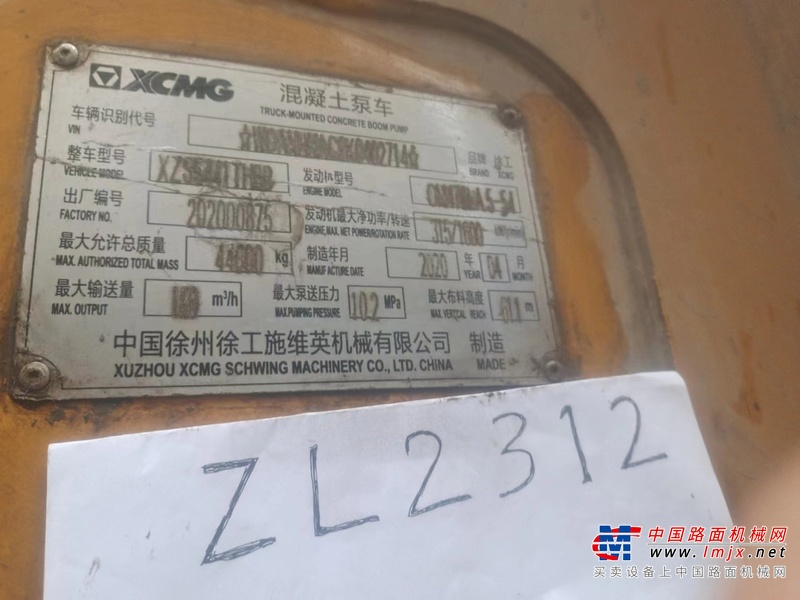 XCMG
混凝土泵车
TRUCK-MOUNTED CONCRETE BOOM PUMP
车辆识别代号
VIN
品牌 徐工
BRAND XCMG
整车型号
VEHICLE MODEL
发动机型号
ENGINE MODEL
出厂编号 202000875
FACTORY NO.
发动机最大净功率/转速 375/1600 kW/r/min
ENGINE,MAX. NET POWER/ROTATION RATE
最大允许总质量 44000 kg
MAX. AUTHORIZED TOTAL MASS
制造年月 2020 年 04 月
MANUFACTURE DATE YEAR MONTH
最大输送量 m³/h
MAX. OUTPUT
最大泵送压力 10.2 MPa
MAX.PUMPING PRESSURE
最大布料高度 m
MAX. VERTICAL REACH
中国徐州徐工施维英机械有限公司 制造
XUZHOU XCMG SCHWING MACHINERY CO., LTD. CHINA MADE
ZL2312
中国路面机械网
www.lmjx.net
买卖设备上中国路面机械网